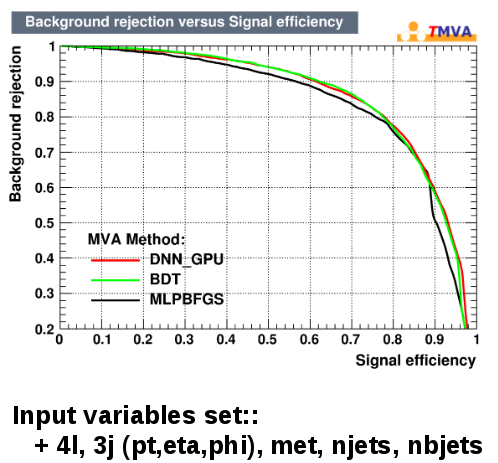 Background rejection versus Signal efficiency
TMVA
Background rejection
1
0.9
0.8
0.7
0.6
0.5
0.4
0.3
0.2
MVA Method:
DNN_GPU
BDT
MLPBFGS
0 0.1 0.2 0.3 0.4 0.5 0.6 0.7 0.8 0.9 1
Signal efficiency
Input variables set::
+ 4l, 3j (pt,eta,phi), met, njets, nbjets